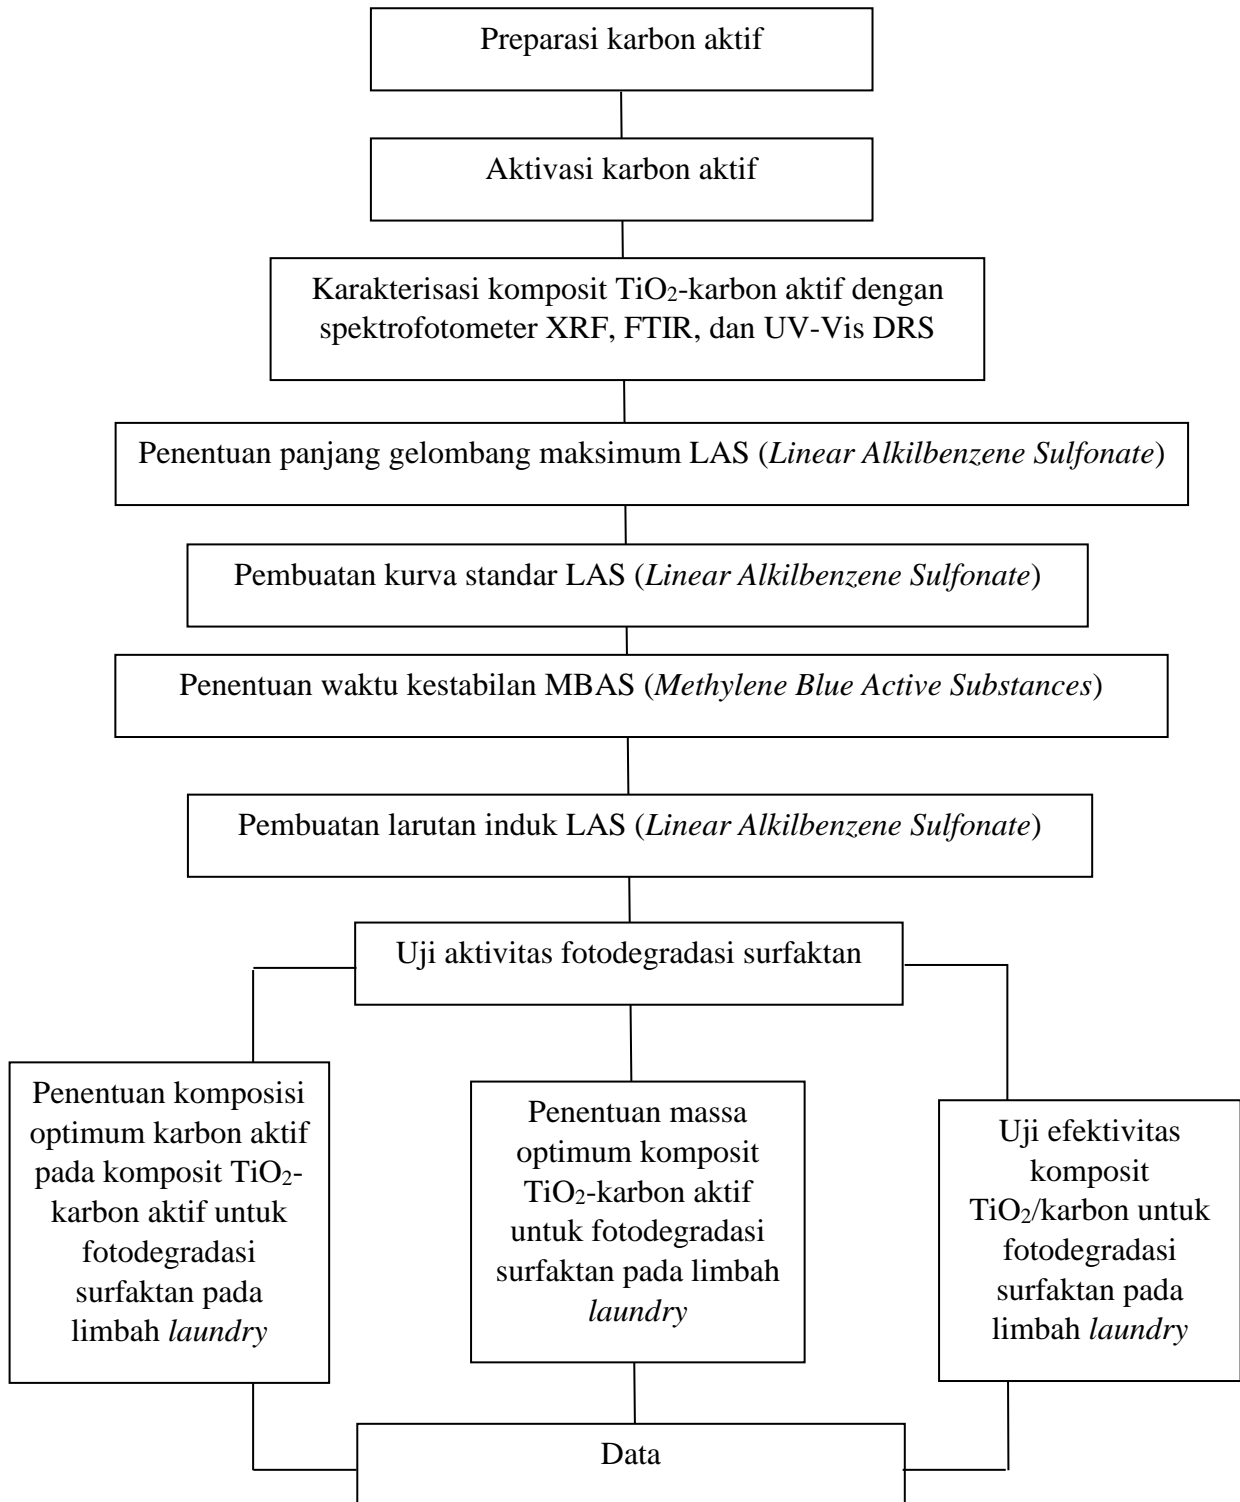 Preparasi karbon aktif
Aktivasi karbon aktif
Karakterisasi komposit TiO₂-karbon aktif dengan
spektrofotometer XRF, FTIR, dan UV-Vis DRS
Penentuan panjang gelombang maksimum LAS (Linear Alkilbenzene Sulfonate)
Pembuatan kurva standar LAS (Linear Alkilbenzene Sulfonate)
Penentuan waktu kestabilan MBAS (Methylene Blue Active Substances)
Pembuatan larutan induk LAS (Linear Alkilbenzene Sulfonate)
Uji aktivitas fotodegradasi surfaktan
Penentuan komposisi
optimum karbon aktif
pada komposit TiO₂-
karbon aktif untuk
fotodegradasi
surfaktan pada
limbah laundry
Penentuan massa
optimum komposit
TiO₂-karbon aktif
untuk fotodegradasi
surfaktan pada limbah
laundry
Uji efektivitas
komposit
TiO₂/karbon untuk
fotodegradasi
surfaktan pada
limbah laundry
Data